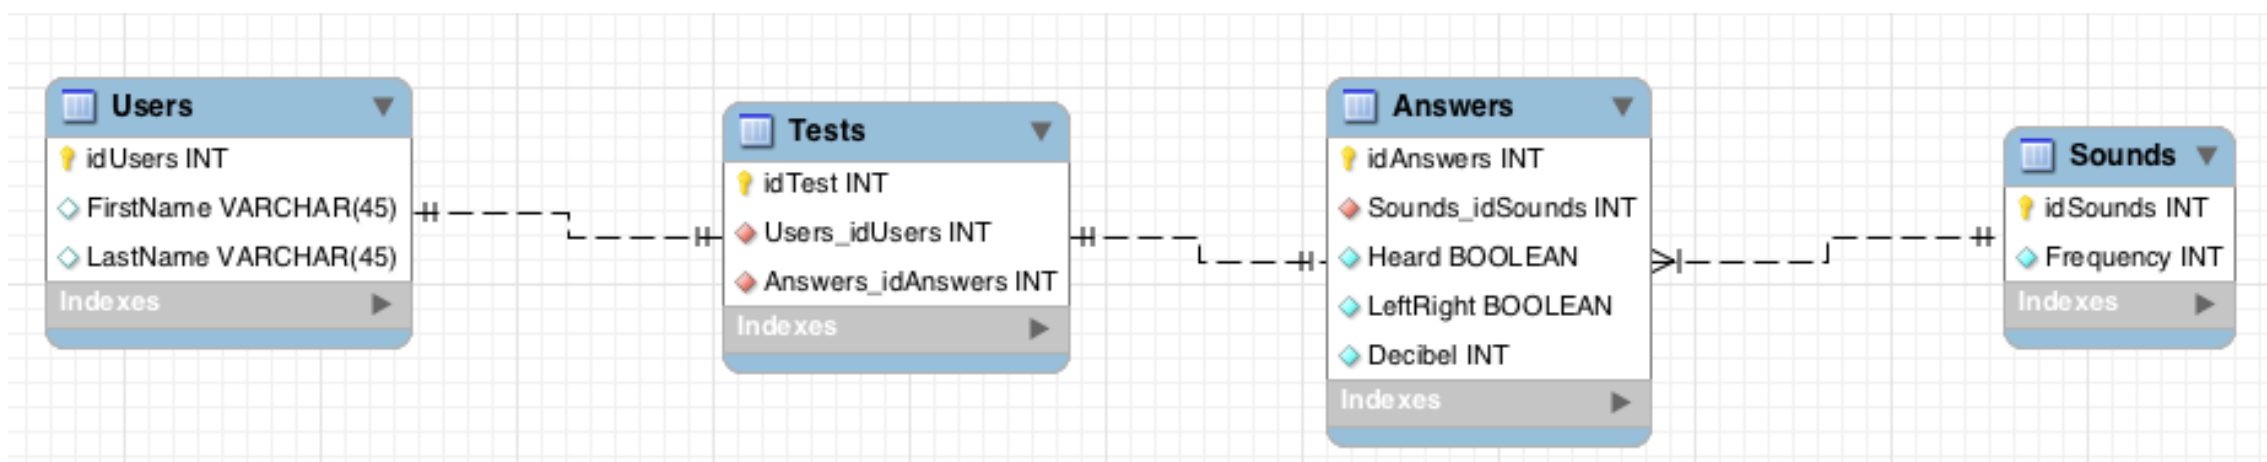 Users
idUsers INT
FirstName VARCHAR(45)
LastName VARCHAR(45)
Indexes
Tests
idTest INT
Users_idUsers INT
Answers_idAnswers INT
Indexes
Answers
idAnswers INT
Sounds_idSounds INT
Heard BOOLEAN
LeftRight BOOLEAN
Decibel INT
Indexes
Sounds
idSounds INT
Frequency INT
Indexes